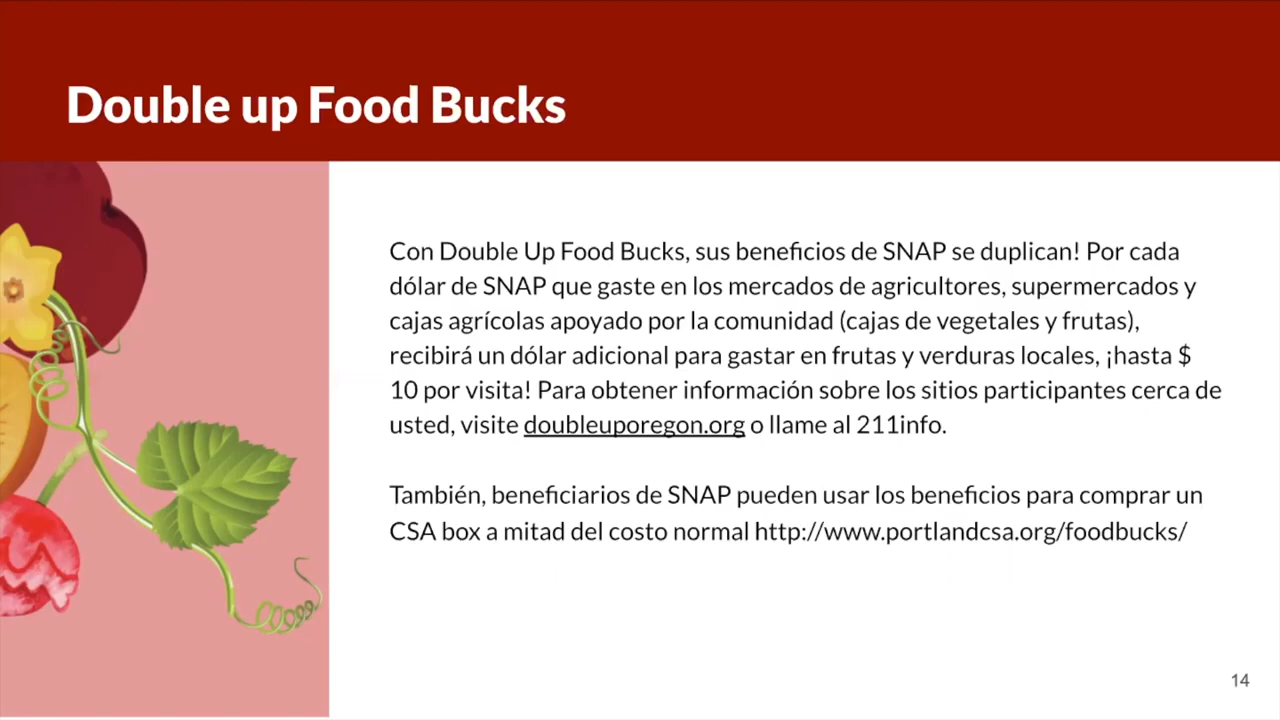 Double up Food Bucks
Con Double Up Food Bucks, sus beneficios de SNAP se duplican! Por cada
dólar de SNAP que gaste en los mercados de agricultores, supermercados y
cajas agrícolas apoyado por la comunidad (cajas de vegetales y frutas),
recibirá un dólar adicional para gastar en frutas y verduras locales, ¡hasta $
10 por visita! Para obtener información sobre los sitios participantes cerca de
usted, visite doubleuporegon.org o llame al 211info.
También, beneficiarios de SNAP pueden usar los beneficios para comprar un
CSA box a mitad del costo normal http://www.portlandcsa.org/foodbucks/
14